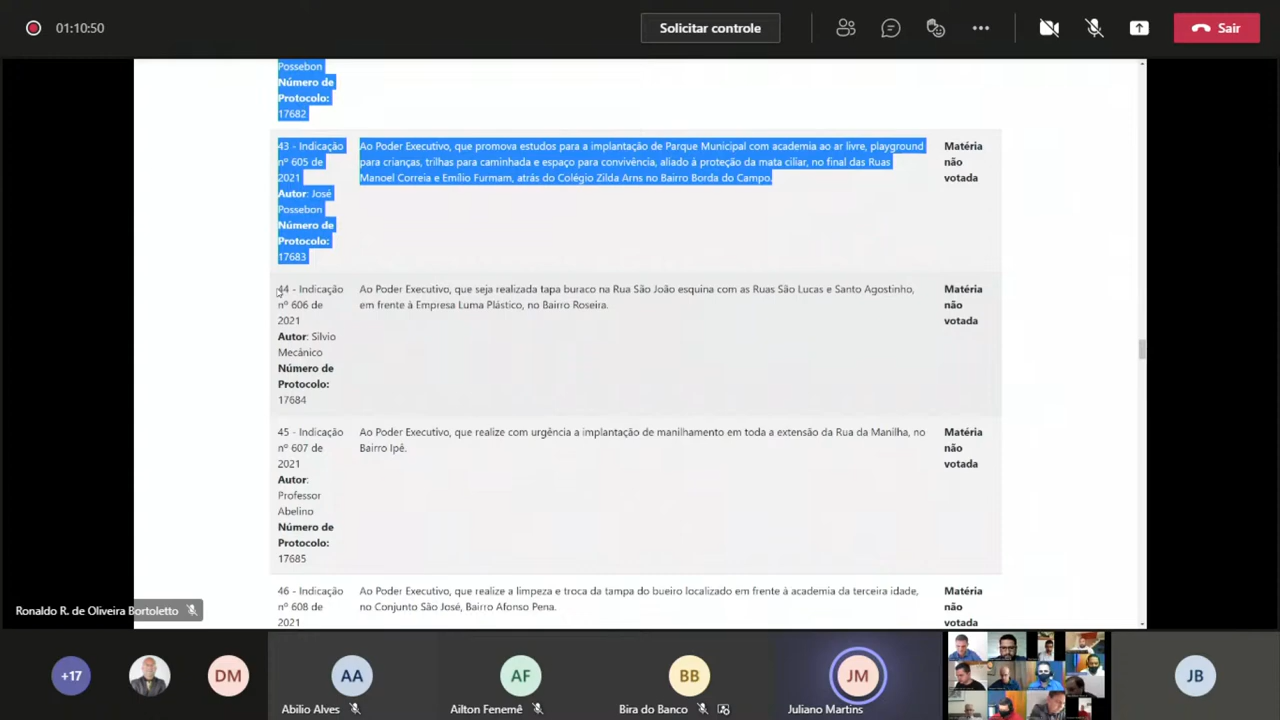 01:10:50
Solicitar controle
Sair
Possebon
Número de
Protocolo:
17682
43 - Indicação
nº 605 de
2021
Autor: José
Possebon
Número de
Protocolo:
17683
Ao Poder Executivo, que promova estudos para a implantação de Parque Municipal com academia ao ar livre, playground
para crianças, trilhas para caminhada e espaço para convivência, aliado à proteção da mata ciliar, no final das Ruas
Manoel Correia e Emílio Furmam, atrás do Colégio Zilda Arns no Bairro Borda do Campo.
Matéria
não
votada
44 - Indicação
nº 606 de
2021
Autor: Silvio
Mecânico
Número de
Protocolo:
17684
Ao Poder Executivo, que seja realizada tapa buraco na Rua São João esquina com as Ruas São Lucas e Santo Agostinho,
em frente à Empresa Luma Plástico, no Bairro Roseira.
Matéria
não
votada
45 - Indicação
nº 607 de
2021
Autor:
Professor
Abelino
Número de
Protocolo:
17685
Ao Poder Executivo, que realize com urgência a implantação de manilhamento em toda a extensão da Rua da Manilha, no
Bairro Ipé.
Matéria
não
votada
46 - Indicação
nº 608 de
2021
Ao Poder Executivo, que realize a limpeza e troca da tampa do bueiro localizado em frente à academia da terceira idade,
no Conjunto São José, Bairro Afonso Pena.
Matéria
não
votada
Ronaldo R. de Oliveira Bortoletto
+17
DM
AA
Abilio Alves
AF
Ailton Fenemê
BB
Bira do Banco
JM
Juliano Martins
JB